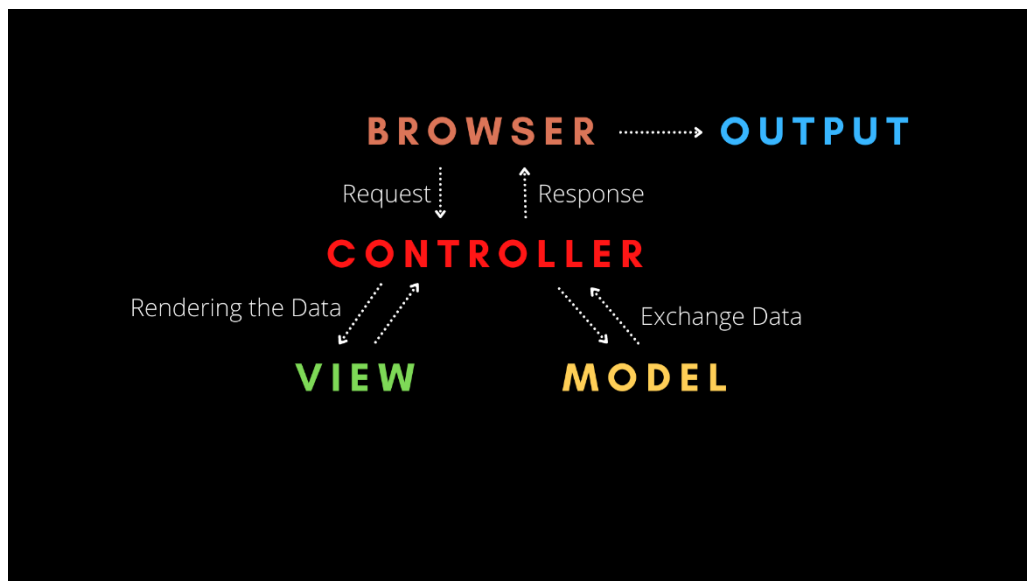 BROWSER OUTPUT
Request Response
CONTROLLER
Rendering the Data Exchange Data
VIEW MODEL